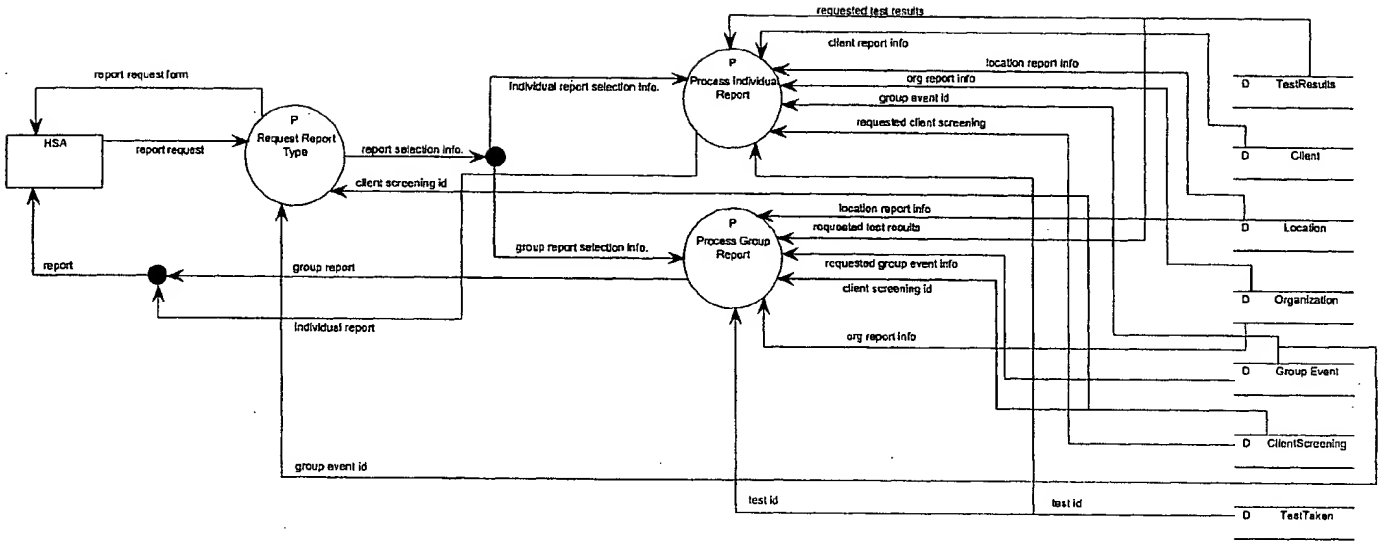 requested test results
client report info
location report info
org report info
group event id
requested client screening
report request form
HSA
report request
P
Request Report
Type
report selection info.
client screening id
Individual report selection info.
P
Process Individual
Report
D TestResults
D Client
D Location
D Organization
D Group Event
D ClientScreening
D TestTaken
location report info
requested test results
requested group event info
client screening id
P
Process Group
Report
group report selection info.
report
group report
individual report
org report info
group event id
test id
test id